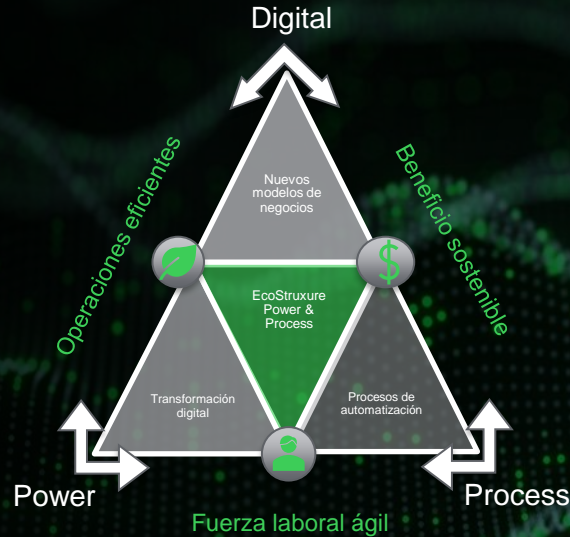 Digital
Operaciones eficientes
Beneficio sostenible
Nuevos
modelos de
negocios
$
EcoStruxure
Power &
Process
Transformación
digital
Procesos de
automatización
Power
Process
Fuerza laboral ágil